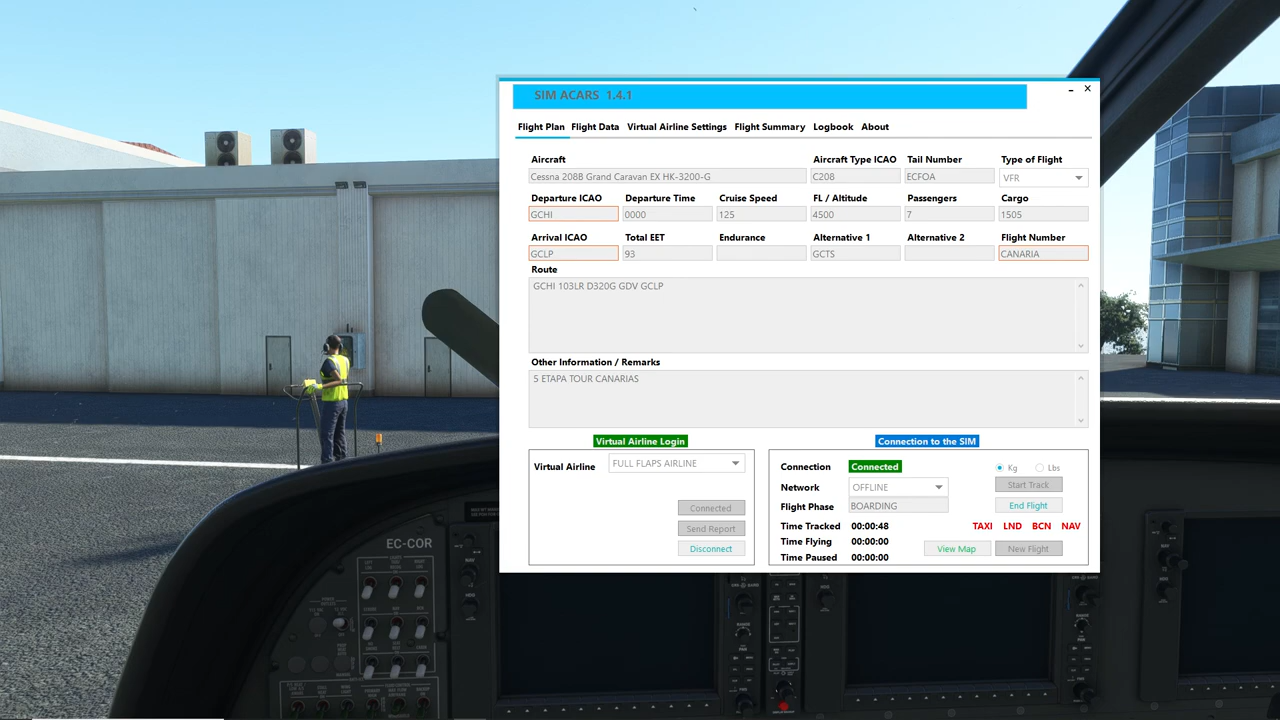 SIM ACARS 1.4.1
Flight Plan Flight Data Virtual Airline Settings Flight Summary Logbook About
Aircraft Aircraft Type ICAO Tail Number Type of Flight
Cessna 208B Grand Caravan EX HK-3200-G C208 ECFOA VFR
Departure ICAO Departure Time Cruise Speed FL / Altitude Passengers Cargo
GCHI 0000 125 4500 7 1505
Arrival ICAO Total EET Endurance Alternative 1 Alternative 2 Flight Number
GCLP 93 GCTS CANARIA
Route
GCHI 103LR D320G GDV GCLP
Other Information / Remarks
5 ETAPA TOUR CANARIAS
Virtual Airline Login
Virtual Airline FULL FLAPS AIRLINE
Connected
Send Report
Disconnect
Connection to the SIM
Connection Connected Kg Lbs
Network OFFLINE Start Track
Flight Phase BOARDING End Flight
Time Tracked 00:00:48 TAXI LND BCN NAV
Time Flying 00:00:00
Time Paused 00:00:00 View Map New Flight
EC-COR